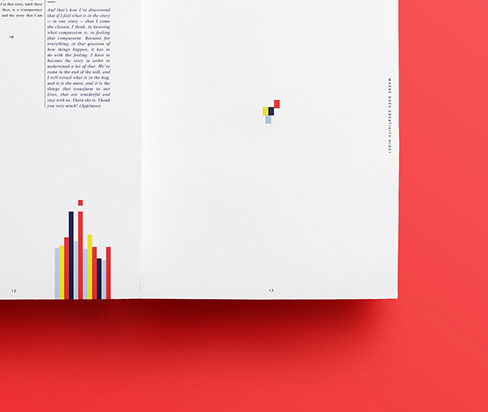 d in that story, until there
there is a transparency
and the story that I am
And that's how I've discovered
that if I feel what is in the story
-- in one story -- then I come
the closest, I think, to knowing
what compassion is, to feeling
that compassion. Because for
everything, in that question of
how things happen, it has to
do with the feeling. I have to
become the story in order to
understand a lot of that. We've
come to the end of the talk, and
I will reveal what is in the bag,
and it is the muse, and it is the
things that transform in our
lives, that are wonderful and
stay with us. There she is. Thank
you very much! (Applause)
WHERE DOES CREATIVITY HIDE?